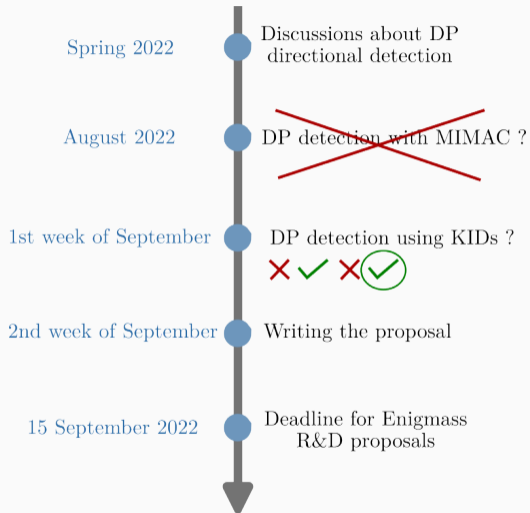 Spring 2022
Discussions about DP
directional detection
August 2022
DP detection with MIMAC ?
1st week of September
DP detection using KIDs ?
2nd week of September
Writing the proposal
15 September 2022
Deadline for Enigmass
R&D proposals